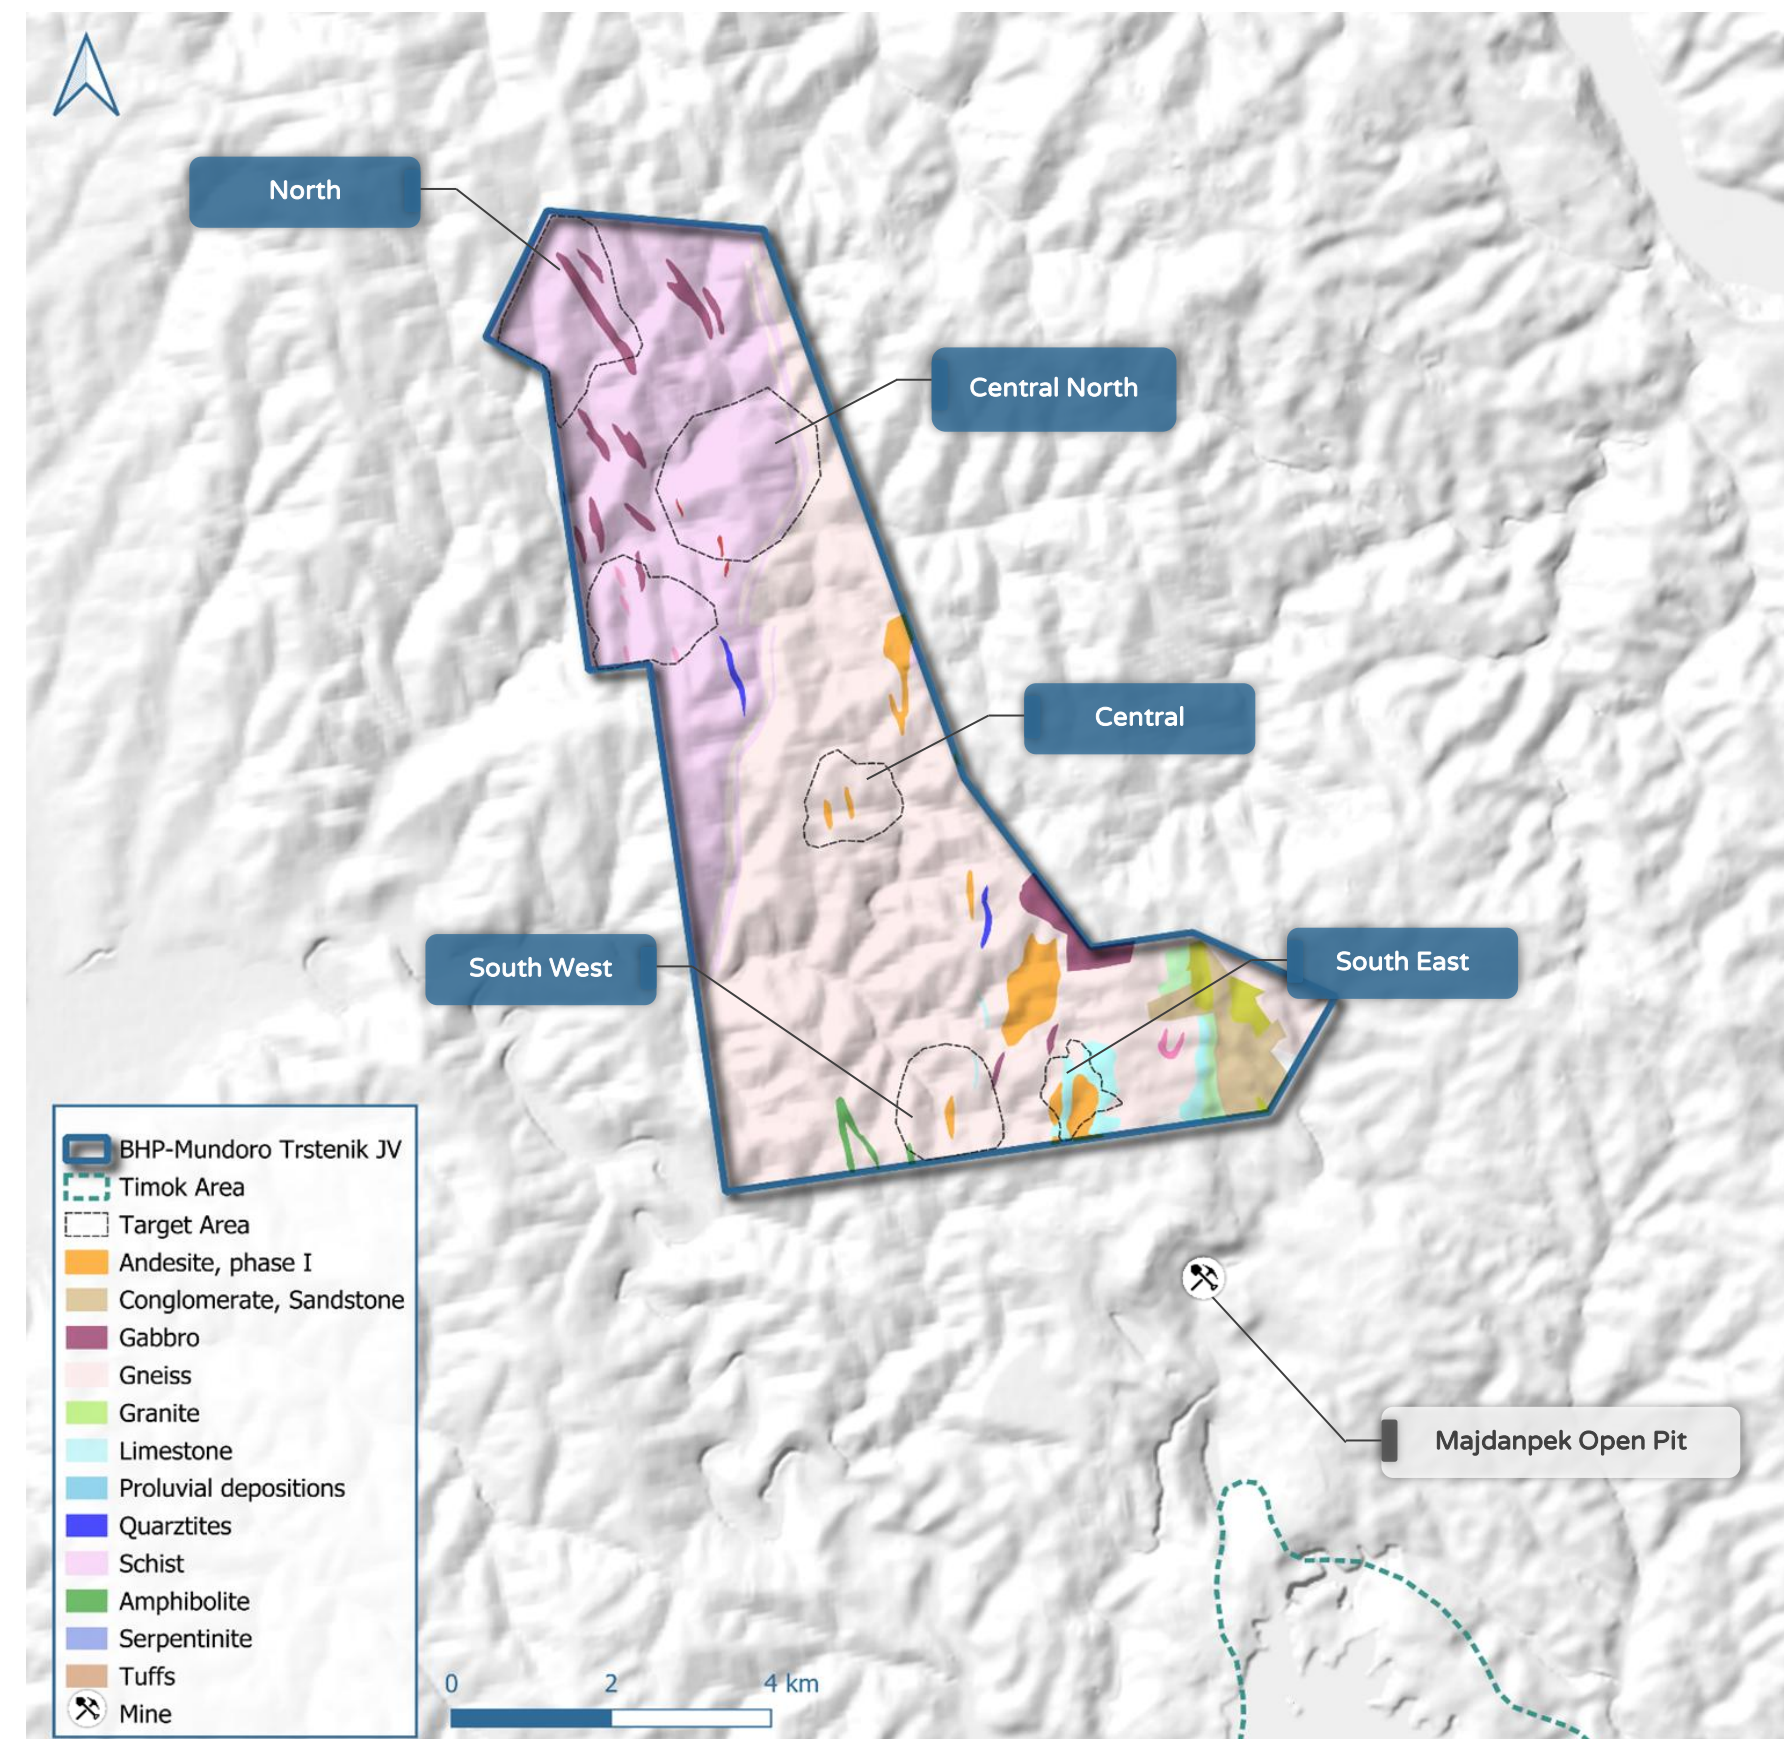 North
Central North
Central
South West
South East
BHP-Mundoro Trstenik JV
Timok Area
Target Area
Andesite, phase I
Conglomerate, Sandstone
Gabbro
Gneiss
Granite
Limestone
Proluvial depositions
Quarztites
Schist
Amphibolite
Serpentinite
Tuffs
Mine
0 2 4 km
Majdanpek Open Pit